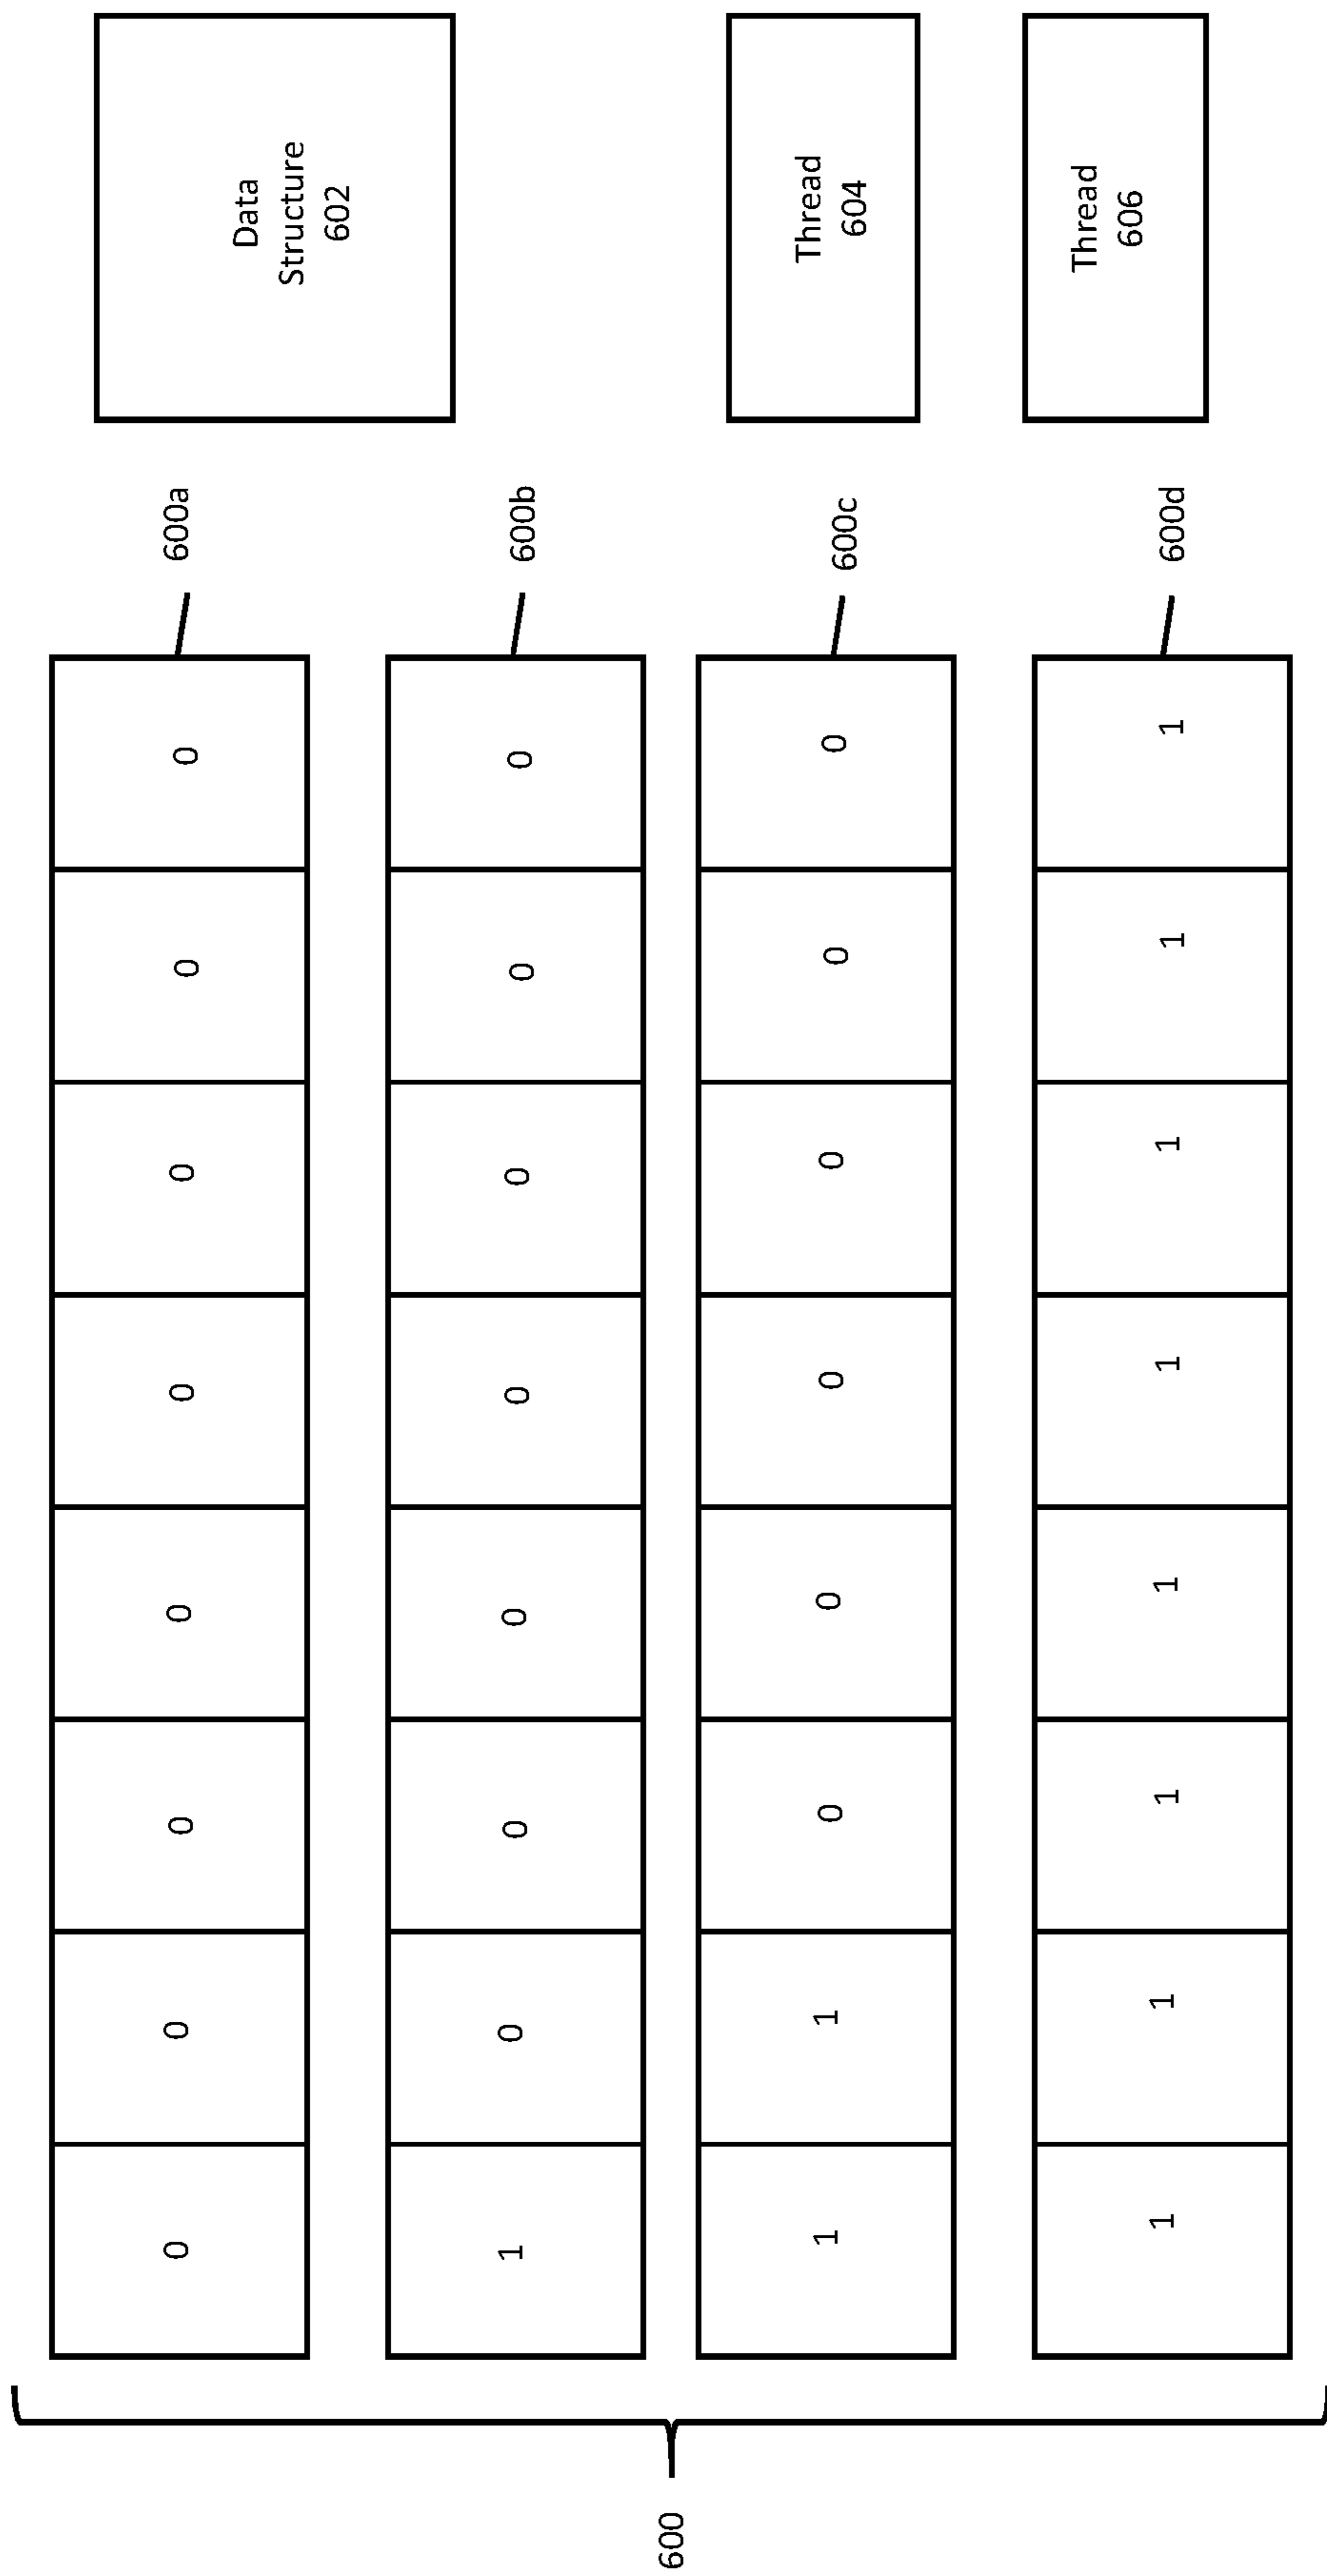 0 0 0 0 0 0 0 0 600a
Data
Structure
602
1 0 0 0 0 0 0 0 600b
600
1 1 0 0 0 0 0 0 600c
Thread
604
1 1 1 1 1 1 1 1 600d
Thread
606